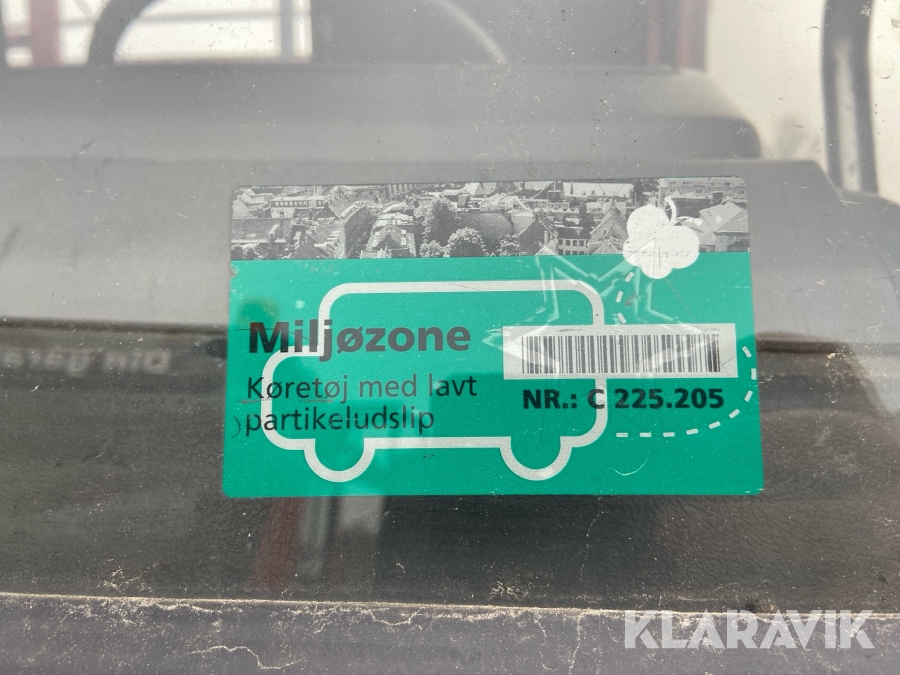 Miljøzone
Køretøj med lavt
partikeludslip
NR.: C 225.205
KLARAVIK